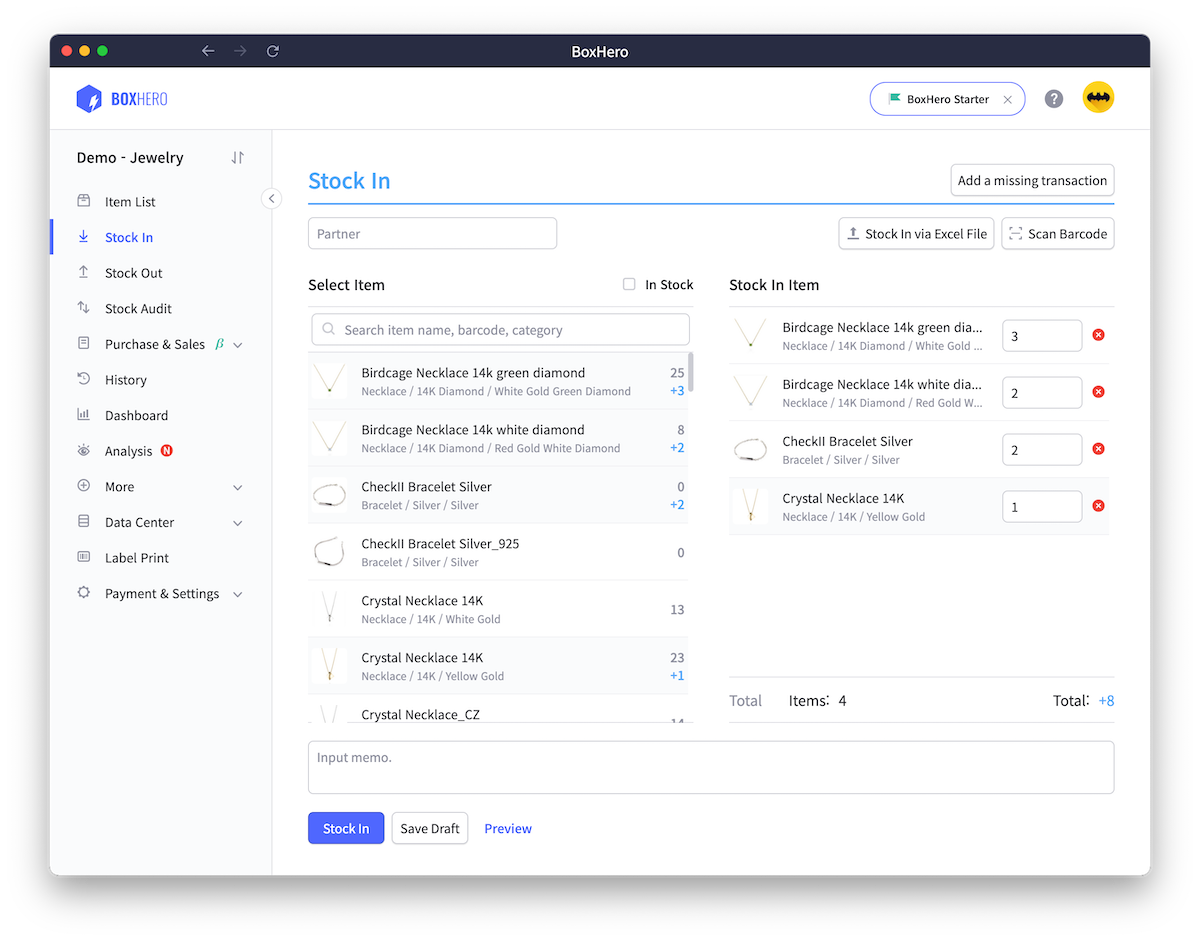 BoxHero
BOXHERO
BoxHero Starter
?
Demo - Jewelry
Item List
Stock In
Stock Out
Stock Audit
Purchase & Sales β
History
Dashboard
Analysis N
More
Data Center
Label Print
Payment & Settings
Stock In
Add a missing transaction
Partner
Stock In via Excel File
Scan Barcode
Select Item
In Stock
Search item name, barcode, category
Birdcage Necklace 14k green diamond 25
Necklace / 14K Diamond / White Gold Green Diamond +3
Birdcage Necklace 14k white diamond 8
Necklace / 14K Diamond / Red Gold White Diamond +2
CheckII Bracelet Silver 0
Bracelet / Silver / Silver +2
CheckII Bracelet Silver_925 0
Bracelet / Silver / Silver
Crystal Necklace 14K 13
Necklace / 14K / White Gold
Crystal Necklace 14K 23
Necklace / 14K / Yellow Gold +1
Crystal Necklace_CZ 14
Stock In Item
Birdcage Necklace 14k green dia... 3
Necklace / 14K Diamond / White Gold ...
Birdcage Necklace 14k white dia... 2
Necklace / 14K Diamond / Red Gold W...
CheckII Bracelet Silver 2
Bracelet / Silver / Silver
Crystal Necklace 14K 1
Necklace / 14K / Yellow Gold
Total Items: 4 Total: +8
Input memo.
Stock In
Save Draft
Preview